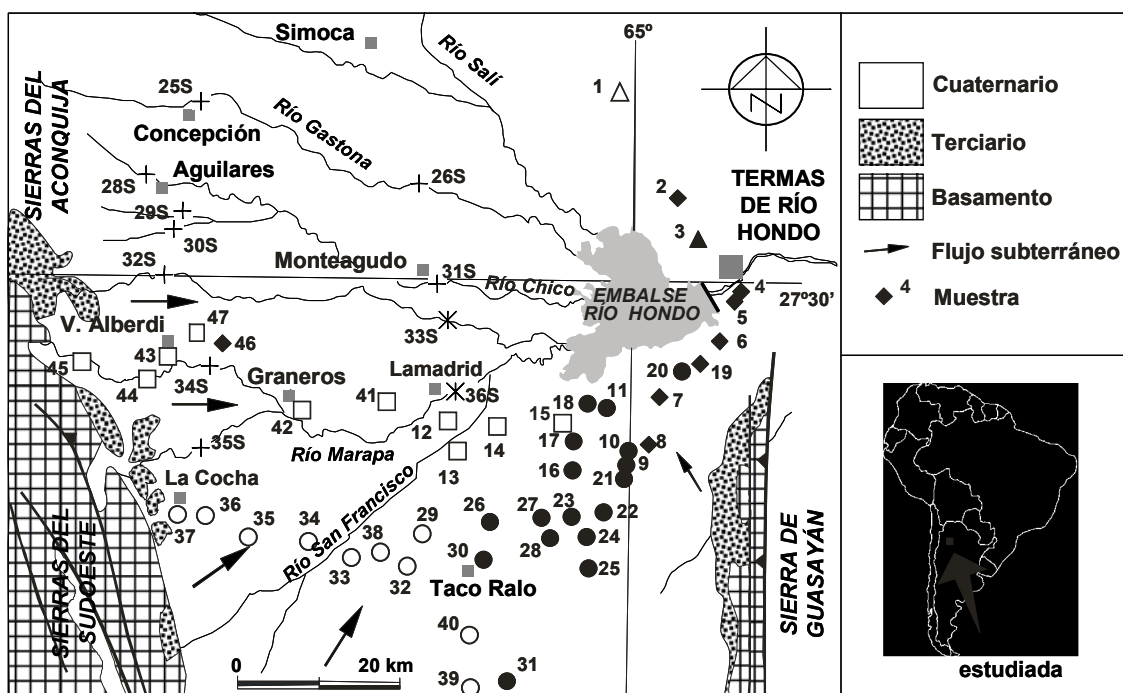 Simoca
Río Salí
65º
25S
1
SIERRAS DEL
ACONQUIJA
Concepción
Río Gastona
Aguilares
28S
26S
2
TERMAS
DE RÍO
HONDO
29S
3
30S
32S
Monteagudo
31S
Río Chico
4
27º30'
EMBALSE
RÍO HONDO
5
V. Alberdi
47
33S
6
43
46
45
44
34S
Graneros
41
Lamadrid
36S
20
19
18
11
7
42
12
15
14
17
10
8
35S
Río Marapa
13
9
16
21
La Cocha
36
37
35
34
Río San Francisco
38
29
26
27
23
22
33
32
30
28
24
25
Taco Ralo
SIERRAS DEL
SUDOESTE
SIERRA DE
GUASAYÁN
40
39
31
0
20 km
N
Cuaternario
Terciario
Basamento
Flujo subterráneo
4
Muestra
estudiada